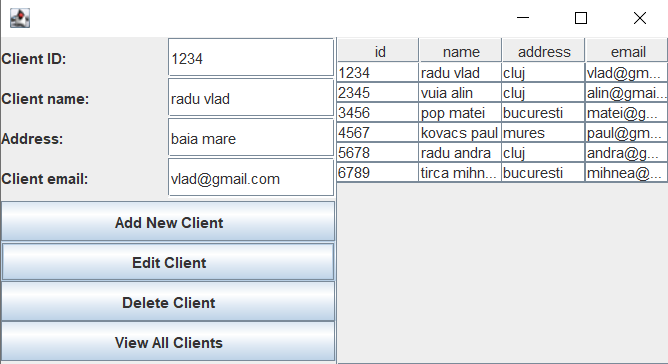 Client ID: 1234
Client name: radu vlad
Address: baia mare
Client email: vlad@gmail.com
Add New Client
Edit Client
Delete Client
View All Clients
id name address email
1234 radu vlad cluj vlad@gm...
2345 vuia alin cluj alin@gmai...
3456 pop matei bucuresti matei@g...
4567 kovacs paul mures paul@gm...
5678 radu andra cluj andra@g...
6789 tirca mihn... bucuresti mihnea@...